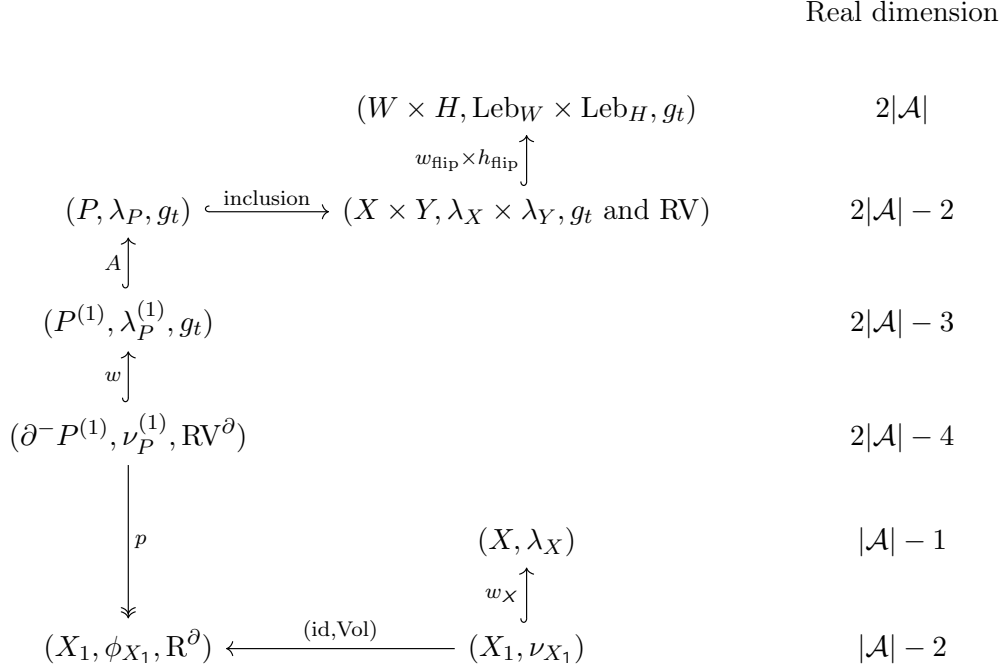 Real dimension
(W × H, Leb_W × Leb_H, g_t) 2|𝒜|
w_flip×h_flip
(P, λ_P, g_t) inclusion (X × Y, λ_X × λ_Y, g_t and RV) 2|𝒜| − 2
A
(P^(1), λ_P^(1), g_t) 2|𝒜| − 3
w
(∂^−P^(1), ν_P^(1), RV^∂) 2|𝒜| − 4
p (X, λ_X) |𝒜| − 1
w_X
(X_1, ϕ_{X_1}, R^∂) (id,Vol) (X_1, ν_{X_1}) |𝒜| − 2